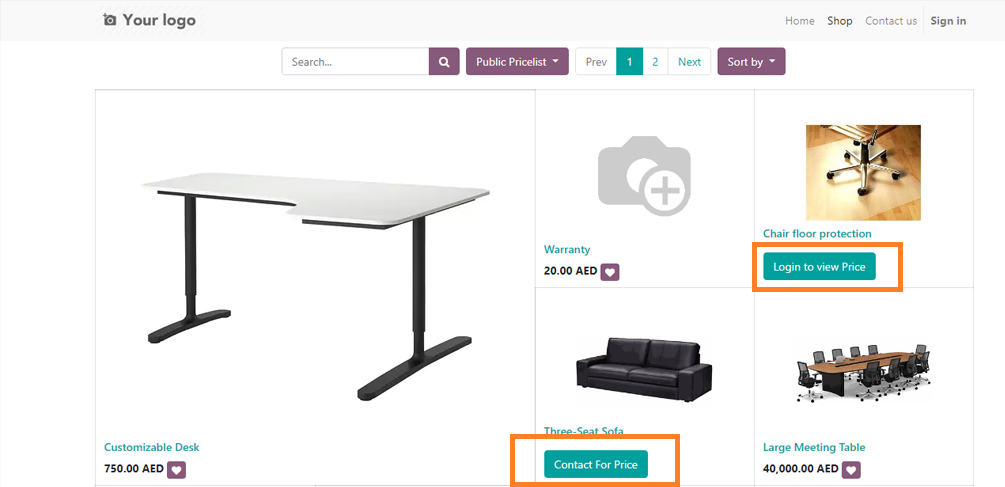 Your logo
Home Shop Contact us Sign in
Search... Public Pricelist Prev 1 2 Next Sort by
Customizable Desk
750.00 AED
Warranty
20.00 AED
Chair floor protection
Login to view Price
Three-Seat Sofa
Contact For Price
Large Meeting Table
40,000.00 AED